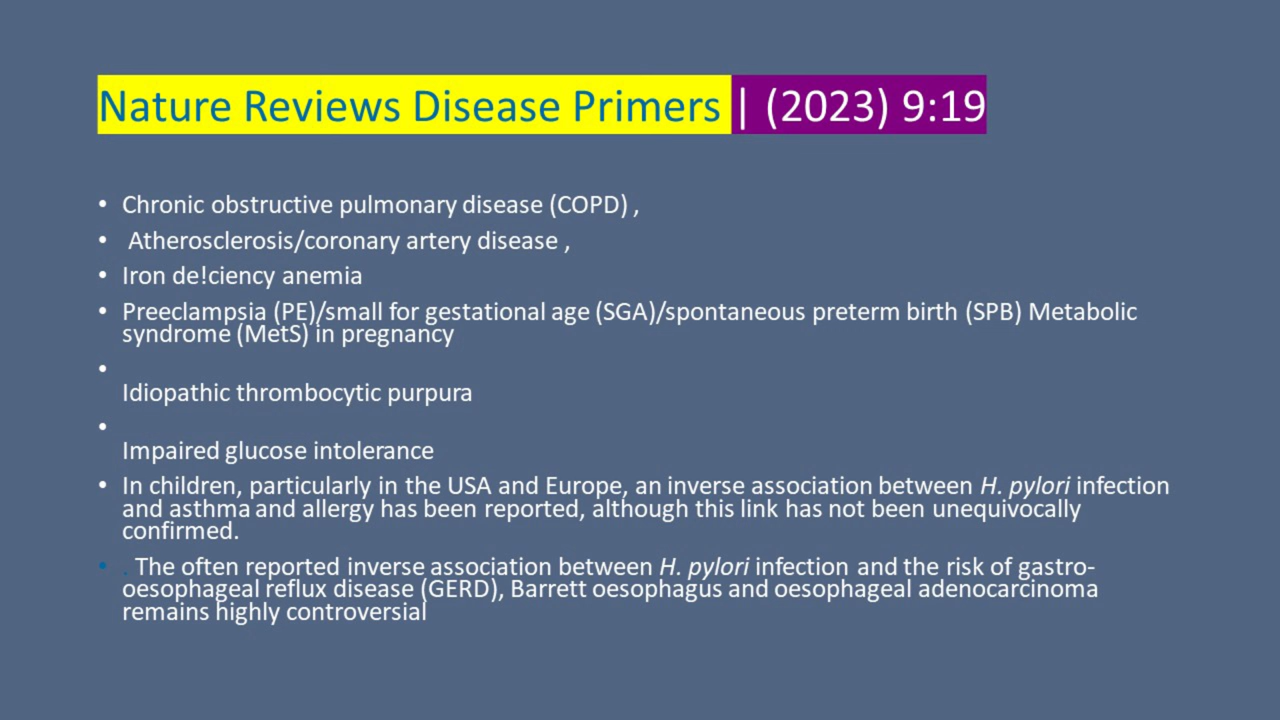 Nature Reviews Disease Primers | (2023) 9:19
• Chronic obstructive pulmonary disease (COPD) ,
• Atherosclerosis/coronary artery disease ,
• Iron de!ciency anemia
• Preeclampsia (PE)/small for gestational age (SGA)/spontaneous preterm birth (SPB) Metabolic
syndrome (MetS) in pregnancy
•
Idiopathic thrombocytic purpura
•
Impaired glucose intolerance
• In children, particularly in the USA and Europe, an inverse association between H. pylori infection
and asthma and allergy has been reported, although this link has not been unequivocally
confirmed.
• . The often reported inverse association between H. pylori infection and the risk of gastro-
oesophageal reflux disease (GERD), Barrett oesophagus and oesophageal adenocarcinoma
remains highly controversial